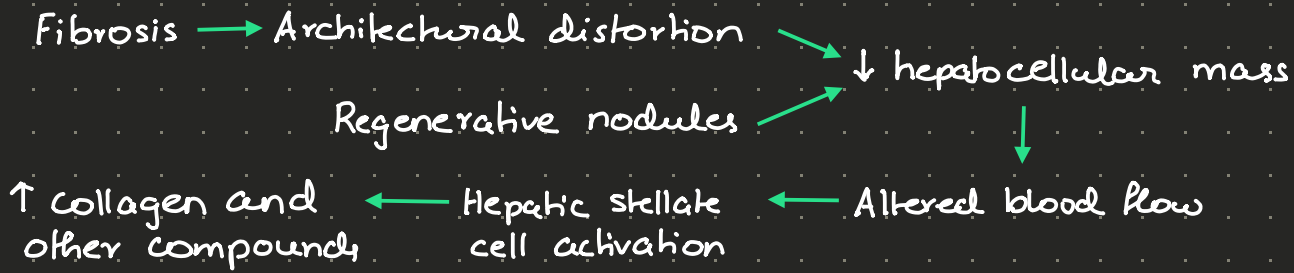 Fibrosis → Architectural distortion
↓ hepatocellular mass
Regenerative nodules
Altered blood flow
Hepatic stellate
cell activation
↑ collagen and
other compounds